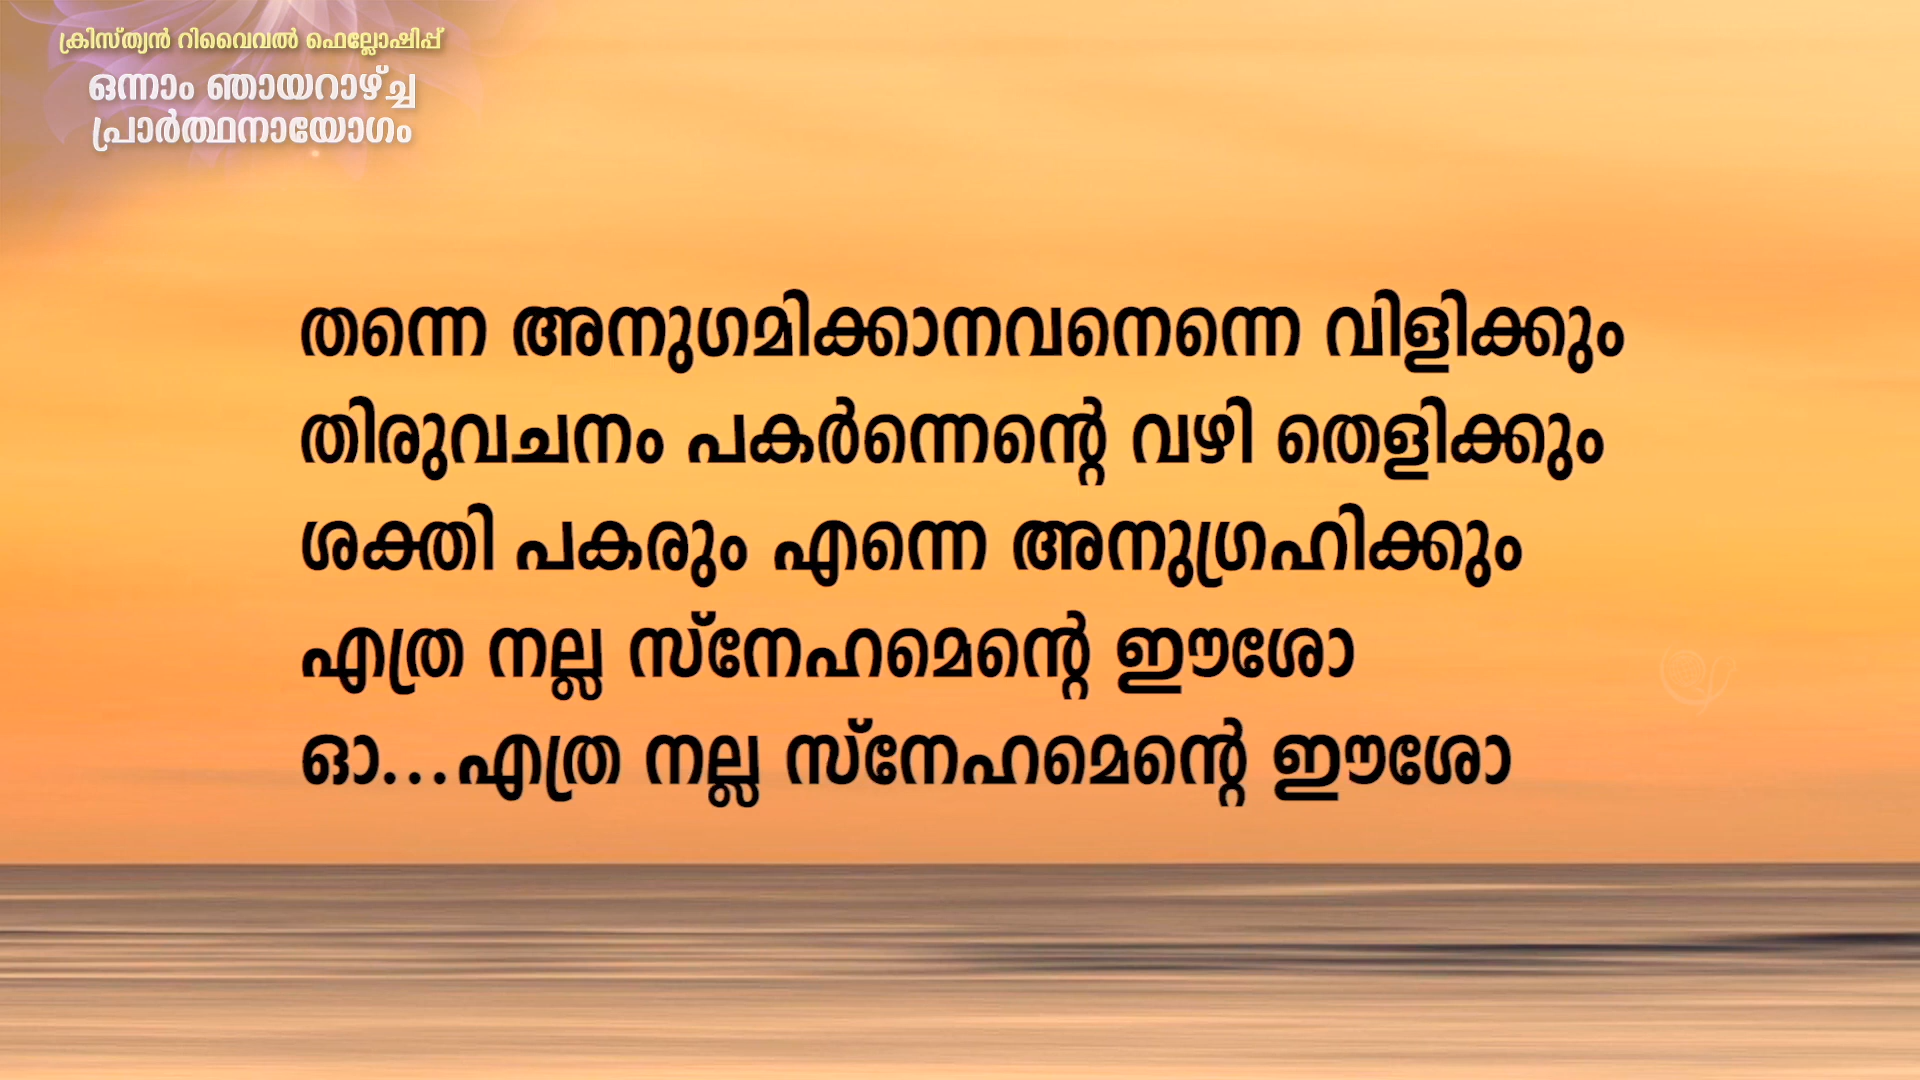 ക്രിസ്ത്യൻ റിവൈവൽ ഫെല്ലോഷിപ്പ്
ഒന്നാം ഞായറാഴ്ച്ച
പ്രാർത്ഥനായോഗം
തന്നെ അനുഗമിക്കാനവനെന്നെ വിളിക്കും
തിരുവചനം പകർന്നെന്റെ വഴി തെളിക്കും
ശക്തി പകരും എന്നെ അനുഗ്രഹിക്കും
എത്ര നല്ല സ്നേഹമെന്റെ ഈശോ
ഓ...എത്ര നല്ല സ്നേഹമെന്റെ ഈശോ